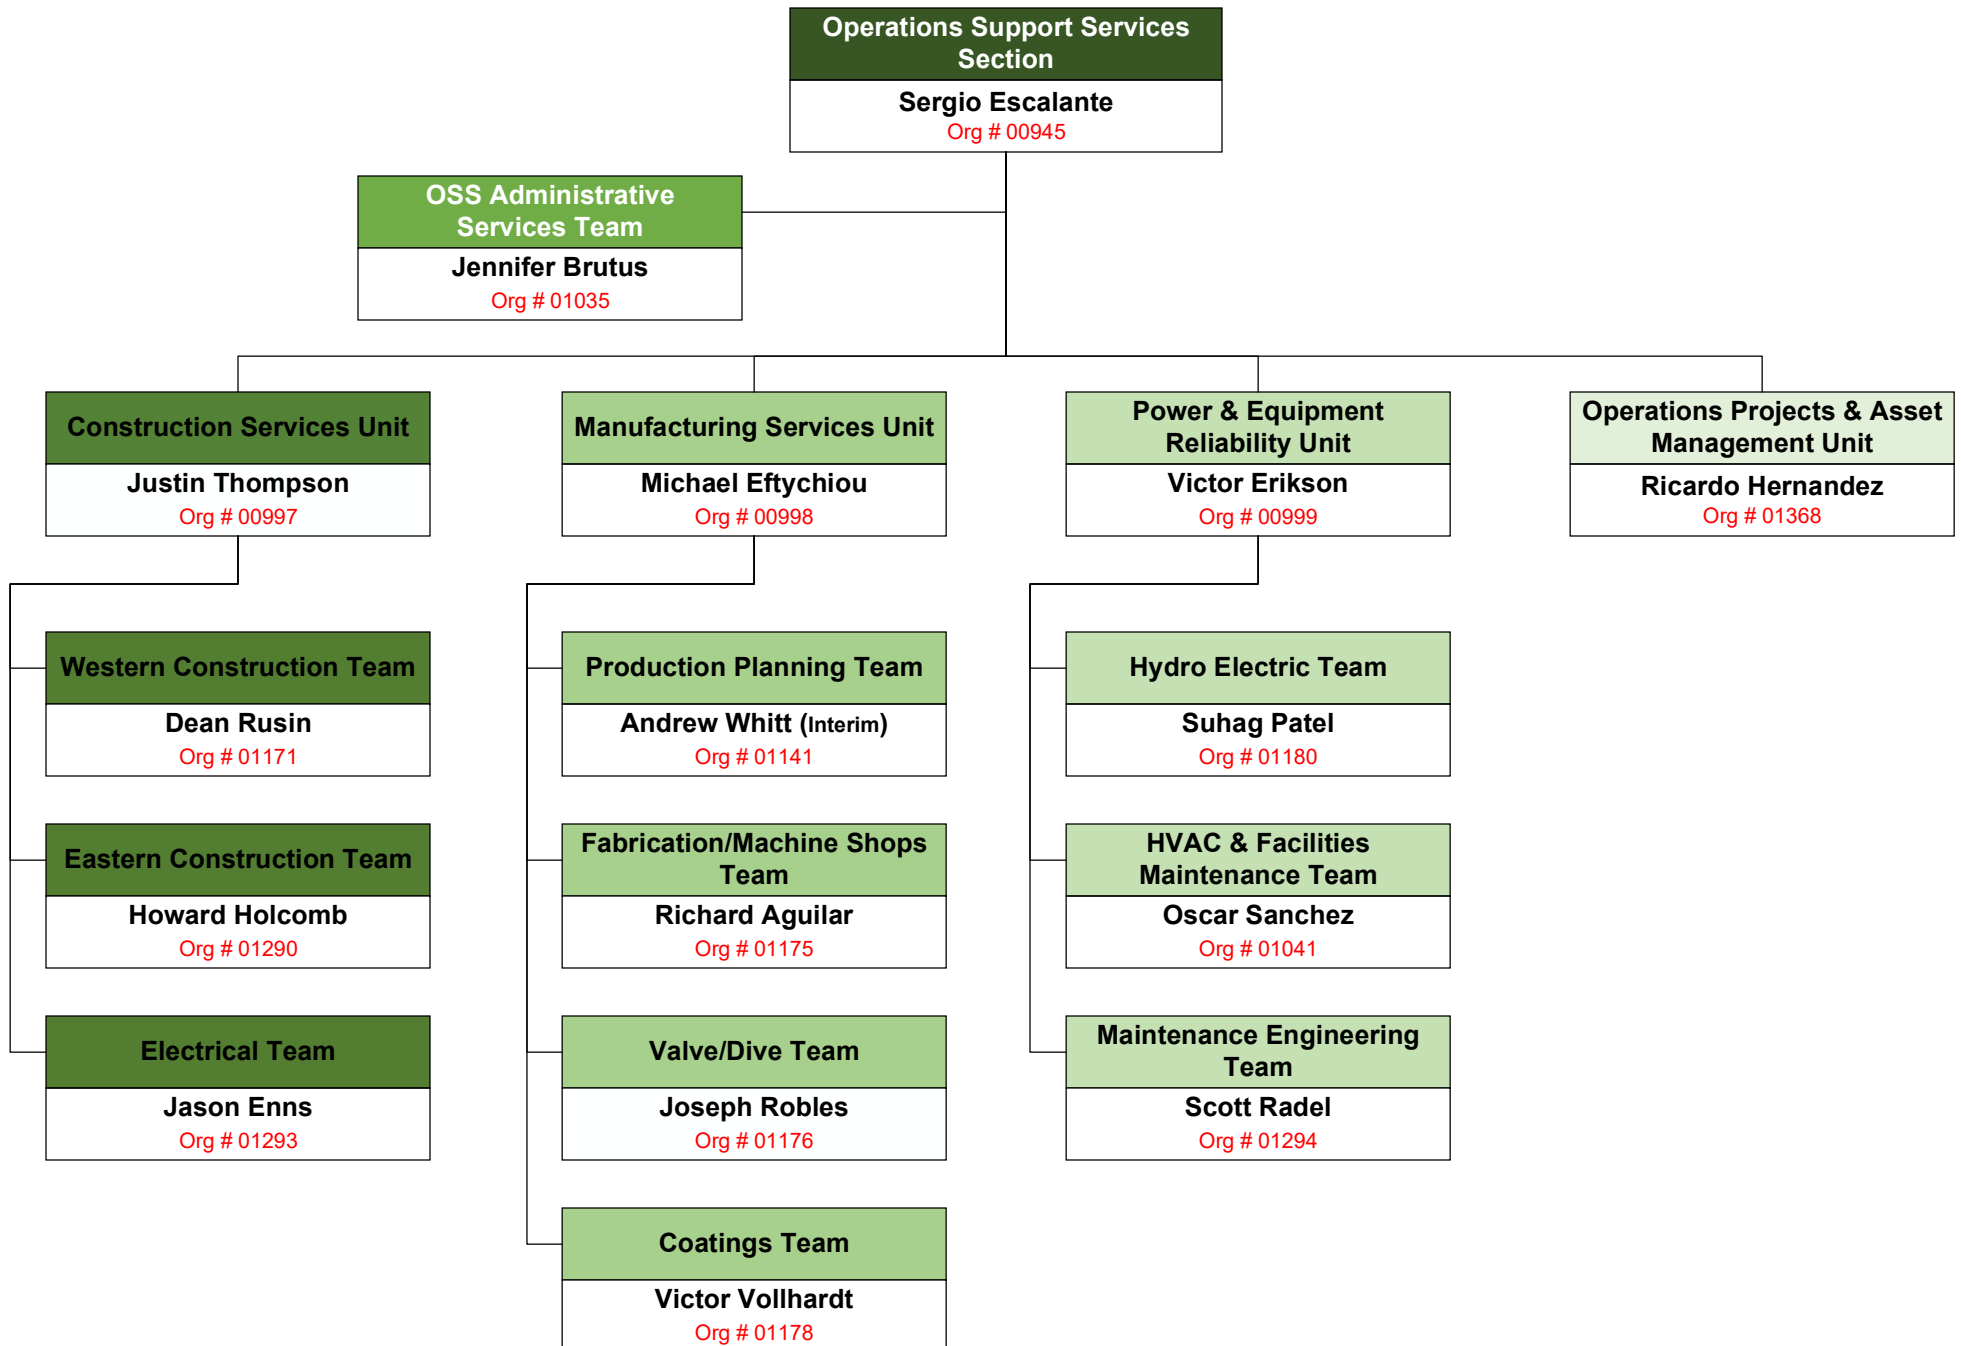 Operations Support Services
Section
Sergio Escalante
Org # 00945
OSS Administrative
Services Team
Jennifer Brutus
Org # 01035
Construction Services Unit
Justin Thompson
Org # 00997
Manufacturing Services Unit
Michael Eftychiou
Org # 00998
Power & Equipment
Reliability Unit
Victor Erikson
Org # 00999
Operations Projects & Asset
Management Unit
Ricardo Hernandez
Org # 01368
Western Construction Team
Dean Rusin
Org # 01171
Production Planning Team
Andrew Whitt (Interim)
Org # 01141
Hydro Electric Team
Suhag Patel
Org # 01180
Eastern Construction Team
Howard Holcomb
Org # 01290
Fabrication/Machine Shops
Team
Richard Aguilar
Org # 01175
HVAC & Facilities
Maintenance Team
Oscar Sanchez
Org # 01041
Electrical Team
Jason Enns
Org # 01293
Valve/Dive Team
Joseph Robles
Org # 01176
Maintenance Engineering
Team
Scott Radel
Org # 01294
Coatings Team
Victor Vollhardt
Org # 01178